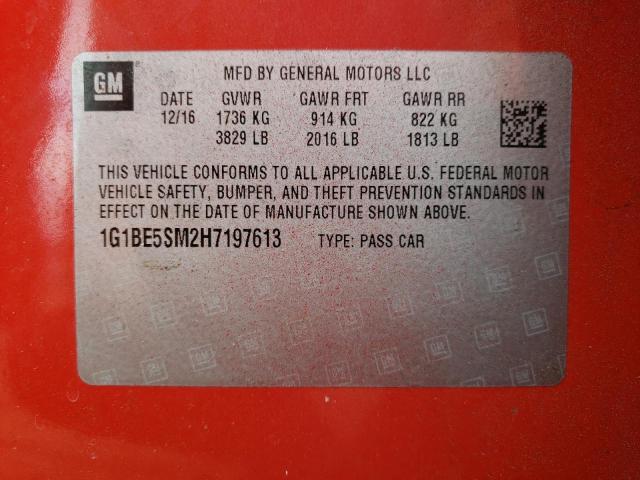 GM
MFD BY GENERAL MOTORS LLC
DATE GVWR GAWR FRT GAWR RR
12/16 1736 KG 914 KG 822 KG
3829 LB 2016 LB 1813 LB
THIS VEHICLE CONFORMS TO ALL APPLICABLE U.S. FEDERAL MOTOR
VEHICLE SAFETY, BUMPER, AND THEFT PREVENTION STANDARDS IN
EFFECT ON THE DATE OF MANUFACTURE SHOWN ABOVE.
1G1BE5SM2H7197613 TYPE: PASS CAR